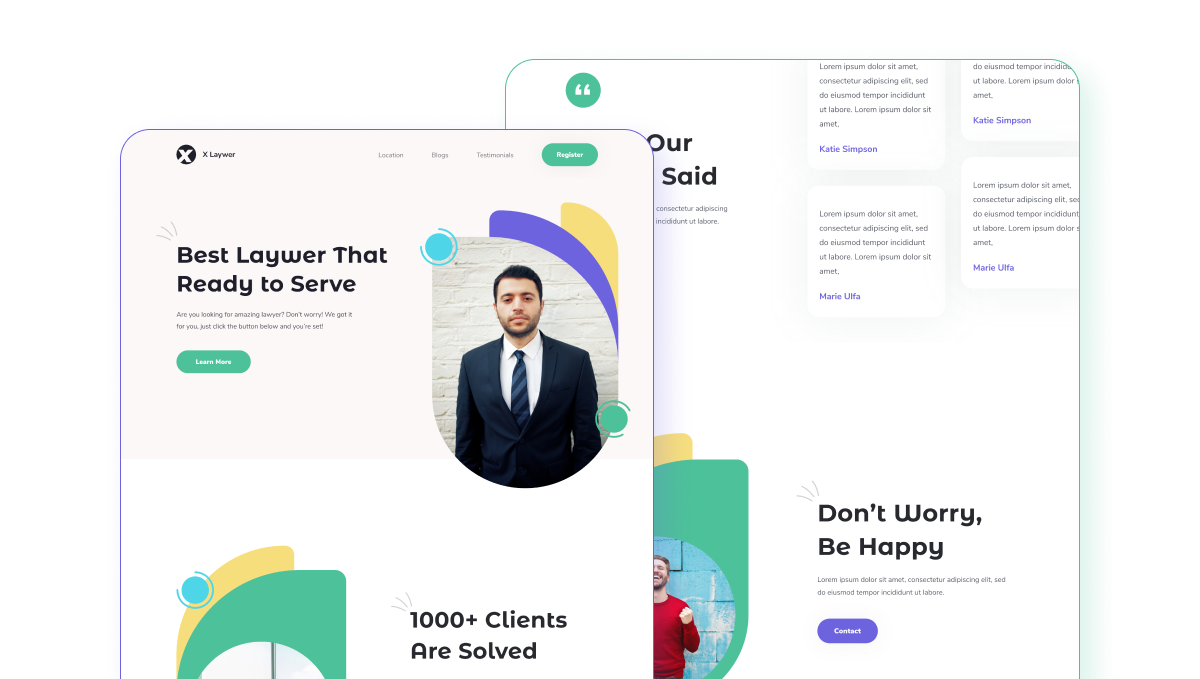 X Laywer
Location
Blogs
Testimonials
Register
Best Laywer That
Ready to Serve
Are you looking for amazing lawyer? Don't worry! We got it
for you, just click the button below and you're set!
Learn More
1000+ Clients
Are Solved
“
Our
Said
consectetur adipiscing
incididunt ut labore.
Lorem ipsum dolor sit amet,
consectetur adipiscing elit, sed
do eiusmod tempor incididunt
ut labore. Lorem ipsum dolor sit
amet,
Katie Simpson
Lorem ipsum dolor sit amet,
consectetur adipiscing elit, sed
do eiusmod tempor incididunt
ut labore. Lorem ipsum dolor sit
amet,
Marie Ulfa
do eiusmod tempor incididu
ut labore. Lorem ipsum dolor
amet,
Katie Simpson
Lorem ipsum dolor sit amet,
consectetur adipiscing elit, sed
do eiusmod tempor incididunt
ut labore. Lorem ipsum dolor s
amet,
Marie Ulfa
Don’t Worry,
Be Happy
Lorem ipsum dolor sit amet, consectetur adipiscing elit, sed
do eiusmod tempor incididunt ut labore.
Contact